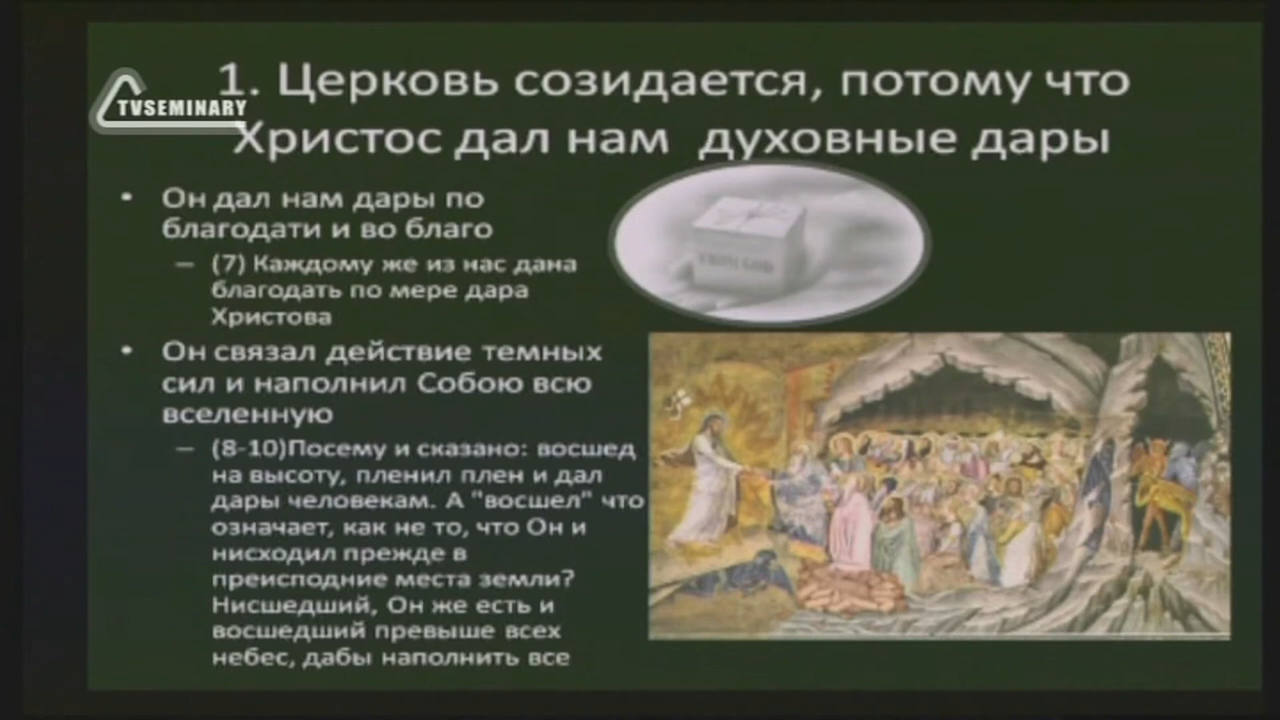 1. Церковь созидается, потому что
TVSEMINARY
Христос дал нам духовные дары
• Он дал нам дары по
благодати и во благо
– (7) Каждому же из нас дана
благодать по мере дара
Христова
• Он связал действие темных
сил и наполнил Собою всю
вселенную
– (8-10)Посему и сказано: восшед
на высоту, пленил плен и дал
дары человекам. А "восшел" что
означает, как не то, что Он и
нисходил прежде в
преисподние места земли?
Нисшедший, Он же есть и
восшедший превыше всех
небес, дабы наполнить все